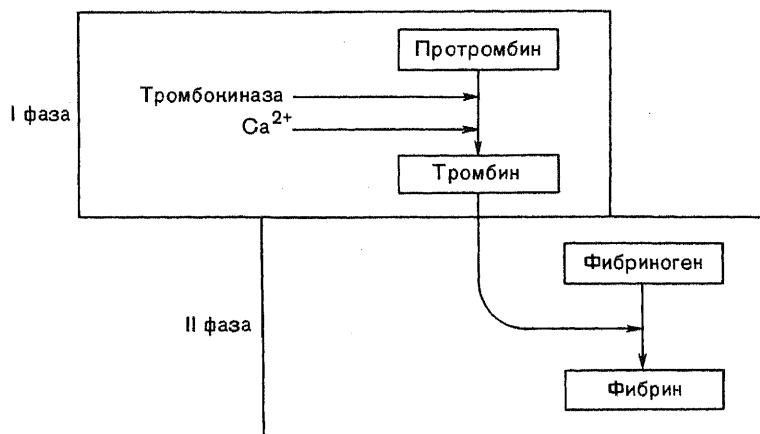 Протромбин
Тромбокиназа
I фаза
Ca²⁺
Тромбин
Фибриноген
II фаза
Фибрин